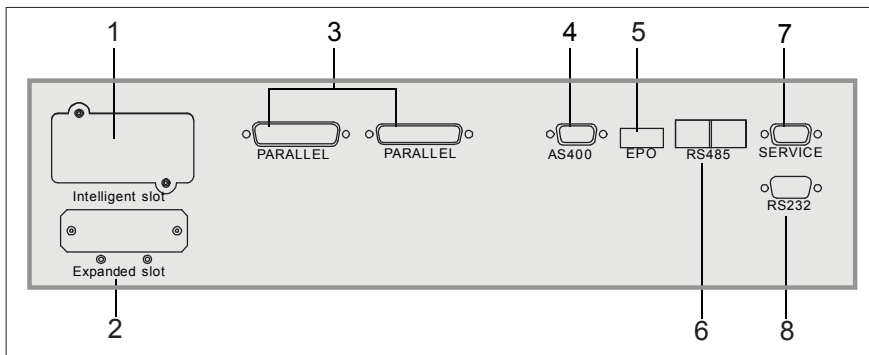 1 3 4 5 7
PARALLEL PARALLEL AS400 EPO RS485 SERVICE
Intelligent slot RS232
Expanded slot
2 6 8